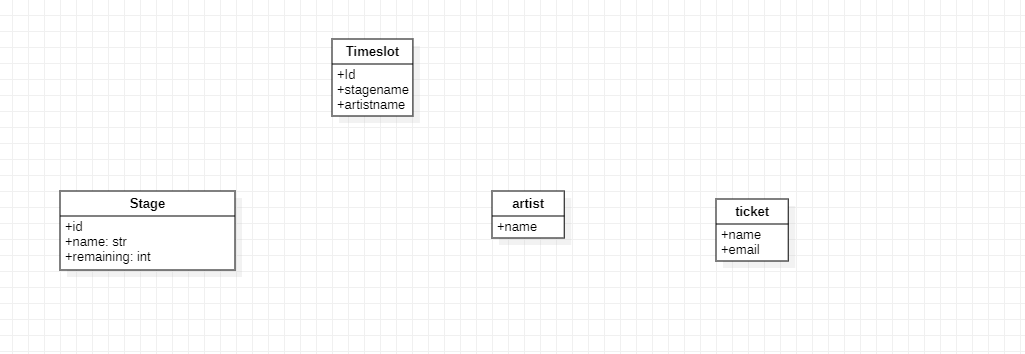 Timeslot
+Id
+stagename
+artistname
Stage
+id
+name: str
+remaining: int
artist
+name
ticket
+name
+email